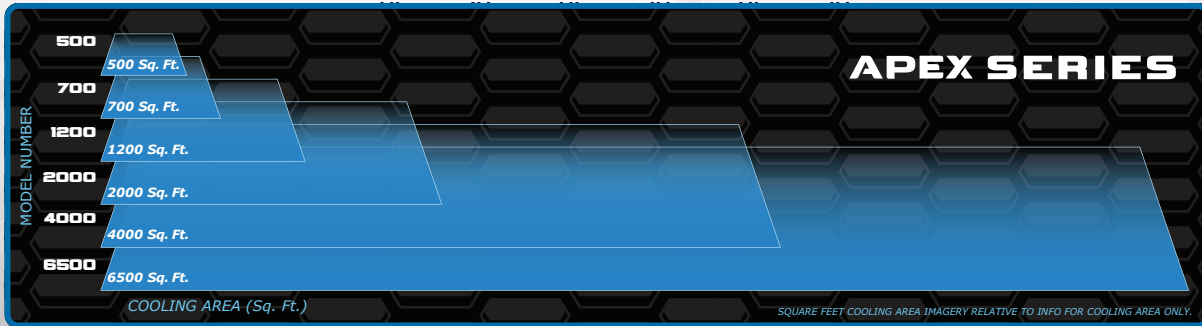 APEX SERIES
MODEL NUMBER
500
500 Sq. Ft.
700
700 Sq. Ft.
1200
1200 Sq. Ft.
2000
2000 Sq. Ft.
4000
4000 Sq. Ft.
6500
6500 Sq. Ft.
COOLING AREA (Sq. Ft.)
SQUARE FEET COOLING AREA IMAGERY RELATIVE TO INFO FOR COOLING AREA ONLY.